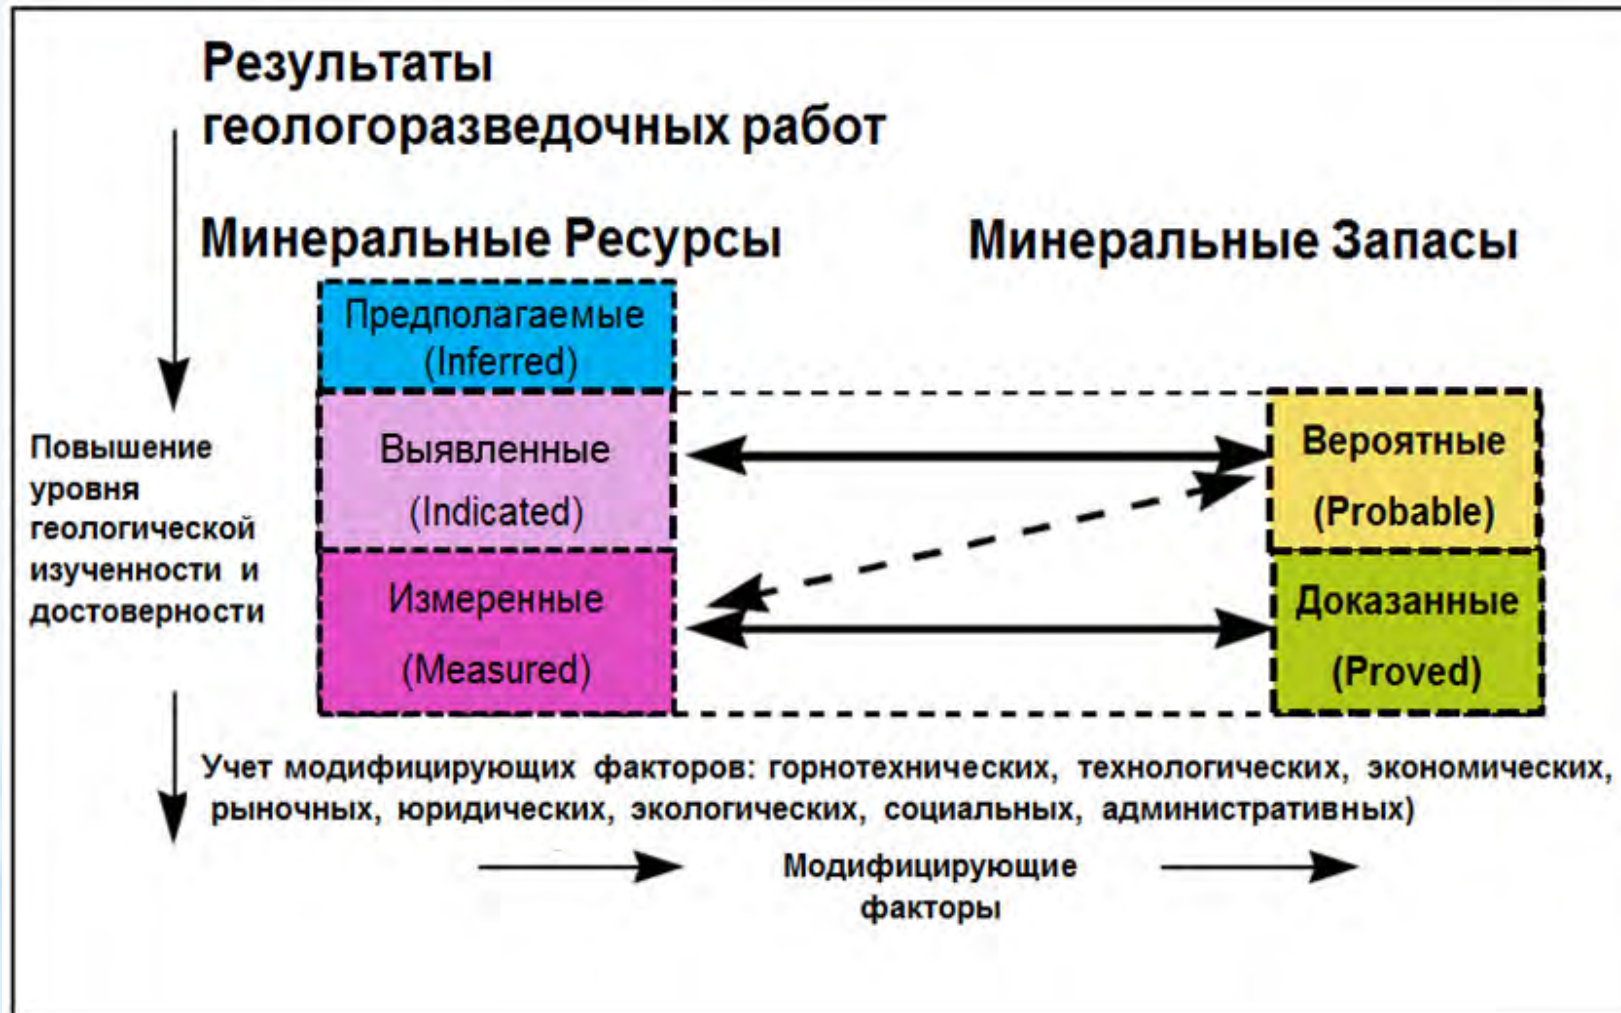 Результаты
геологоразведочных работ
Минеральные Ресурсы
Минеральные Запасы
Предполагаемые
(Inferred)
Выявленные
(Indicated)
Измеренные
(Measured)
Вероятные
(Probable)
Доказанные
(Proved)
Повышение
уровня
геологической
изученности и
достоверности
Учет модифицирующих факторов: горнотехнических, технологических, экономических,
рыночных, юридических, экологических, социальных, административных)
Модифицирующие
факторы